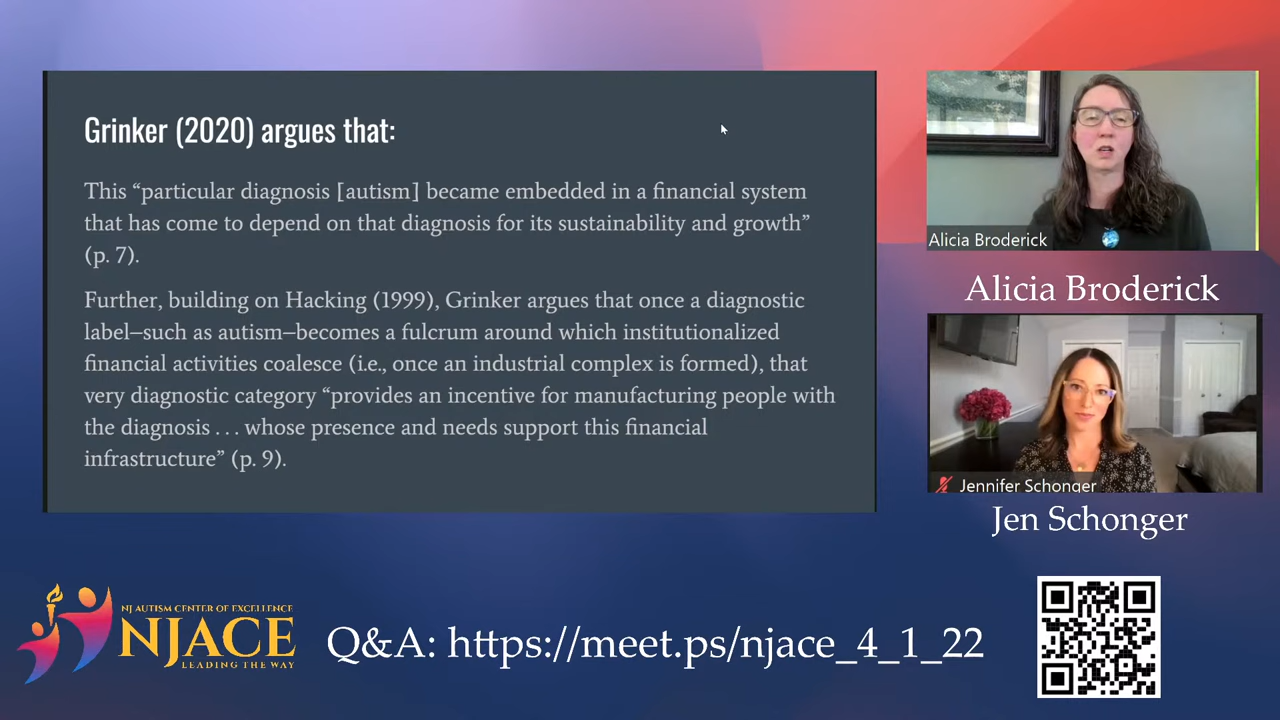 Grinker (2020) argues that:
This “particular diagnosis [autism] became embedded in a financial system
that has come to depend on that diagnosis for its sustainability and growth”
(p. 7).
Further, building on Hacking (1999), Grinker argues that once a diagnostic
label—such as autism—becomes a fulcrum around which institutionalized
financial activities coalesce (i.e., once an industrial complex is formed), that
very diagnostic category “provides an incentive for manufacturing people with
the diagnosis . . . whose presence and needs support this financial
infrastructure” (p. 9).
Alicia Broderick
Alicia Broderick
Jennifer Schonger
Jen Schonger
NJ AUTISM CENTER OF EXCELLENCE
NJACE
LEADING THE WAY
Q&A: https://meet.ps/njace_4_1_22